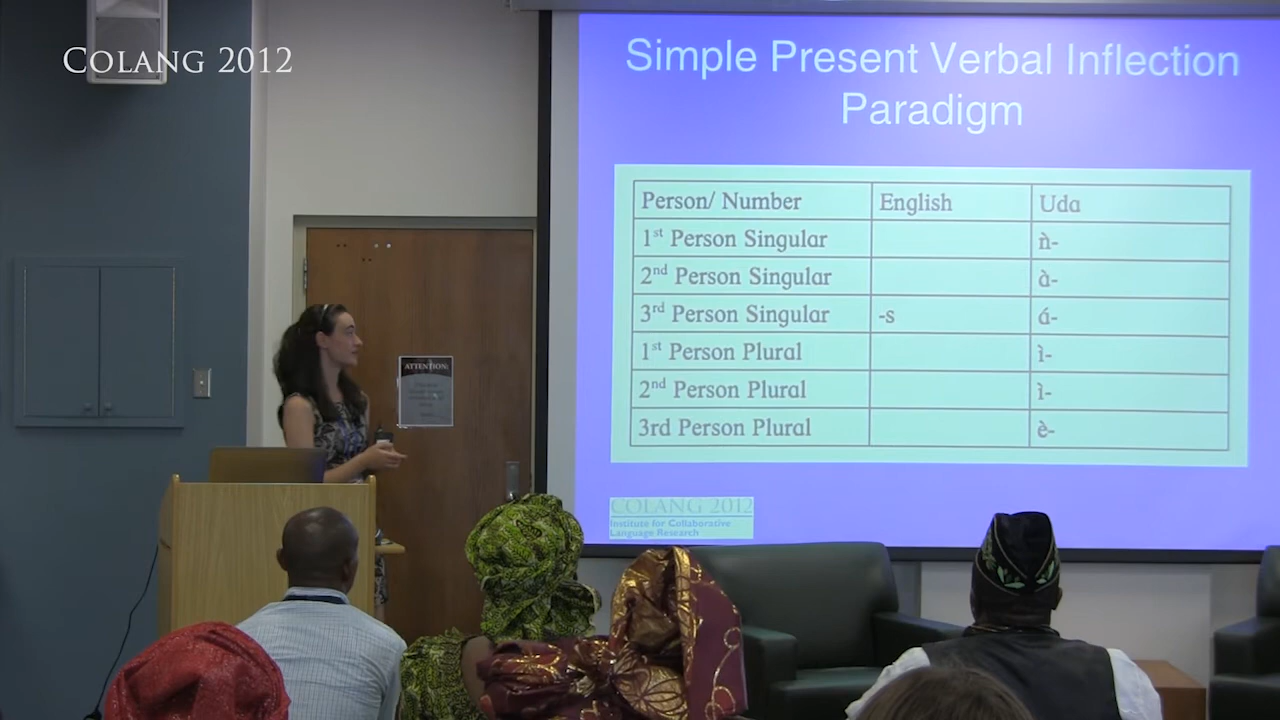 COLANG 2012
Simple Present Verbal Inflection
Paradigm
Person/ Number English Uda
1st Person Singular ǹ-
2nd Person Singular à-
3rd Person Singular -s á-
1st Person Plural ì-
2nd Person Plural ì-
3rd Person Plural è-
ATTENTION:
COLANG 2012
Institute for Collaborative
Language Research